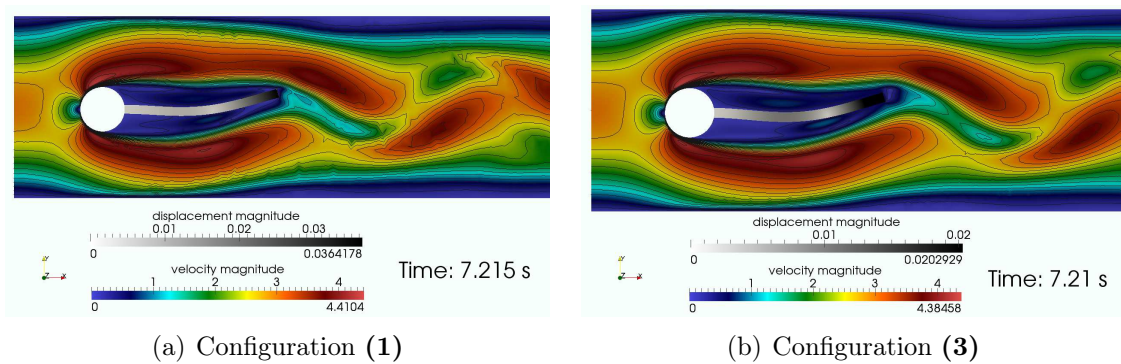 displacement magnitude
0.01 0.02 0.03
0 0.0364178
velocity magnitude
1 2 3 4
0 4.4104
Y
Z X
Time: 7.215 s
(a) Configuration (1)
displacement magnitude
0.01 0.02
0 0.0202929
velocity magnitude
1 2 3 4
0 4.38458
Y
Z X
Time: 7.21 s
(b) Configuration (3)